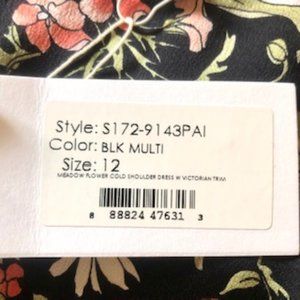 Style: S172-9143PAI
Color: BLK MULTI
Size: 12
MEADOW FLOWER COLD SHOULDER DRESS W VICTORIAN TRIM
8 88824 47631 3